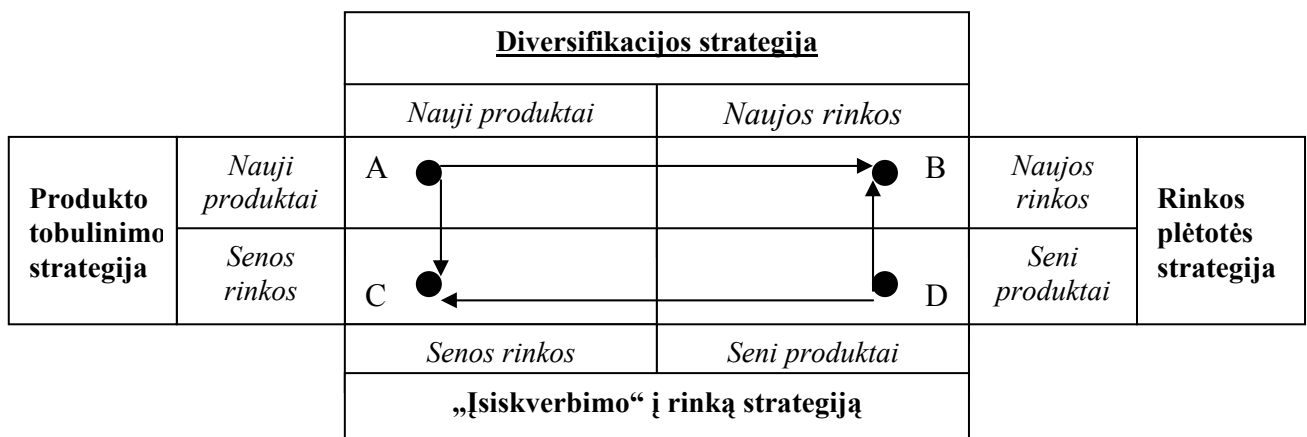 Diversifikacijos strategija
Nauji produktai
Naujos rinkos
Produkto
tobulinimo
strategija
Nauji
produktai
A
B
Naujos
rinkos
Rinkos
plėtotės
strategija
Senos
rinkos
C
D
Seni
produktai
Senos rinkos
Seni produktai
„Įsiskverbimo“ į rinką strategiją